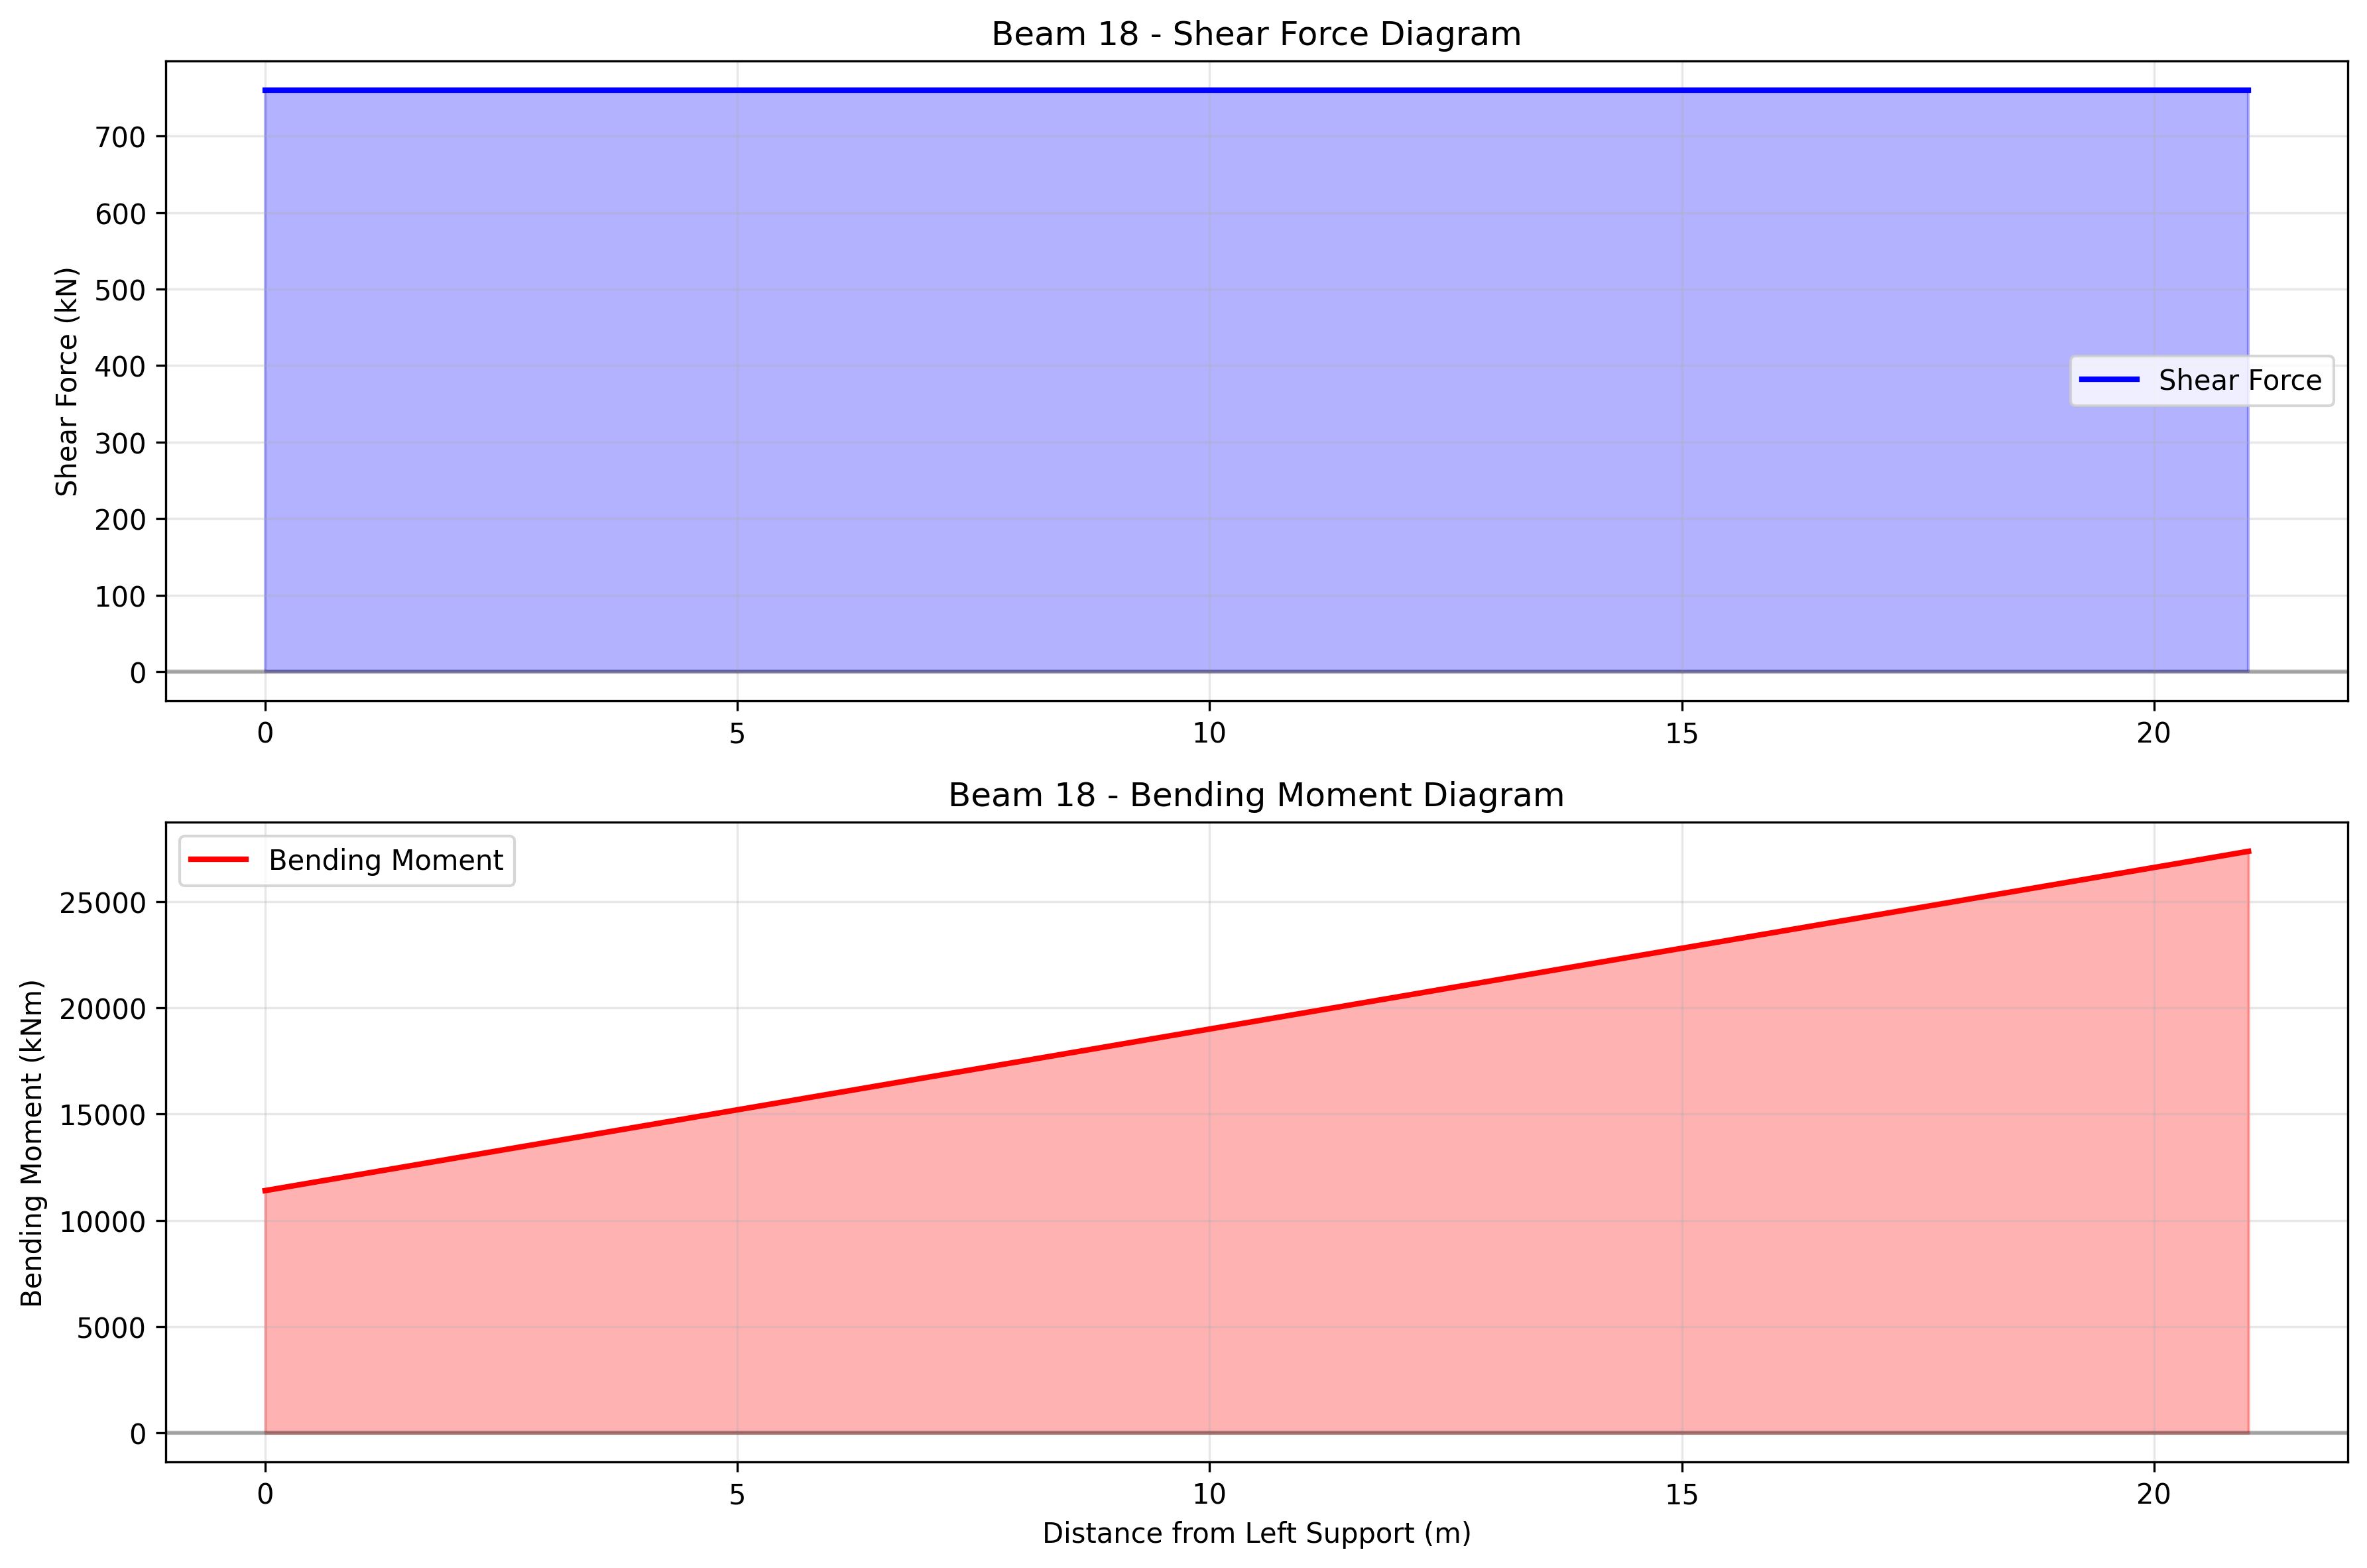 Beam 18 - Shear Force Diagram
Shear Force (kN)
700
600
500
400
300
200
100
0
Shear Force
0 5 10 15 20
Beam 18 - Bending Moment Diagram
Bending Moment (kNm)
Bending Moment
25000
20000
15000
10000
5000
0
0 5 10 15 20
Distance from Left Support (m)